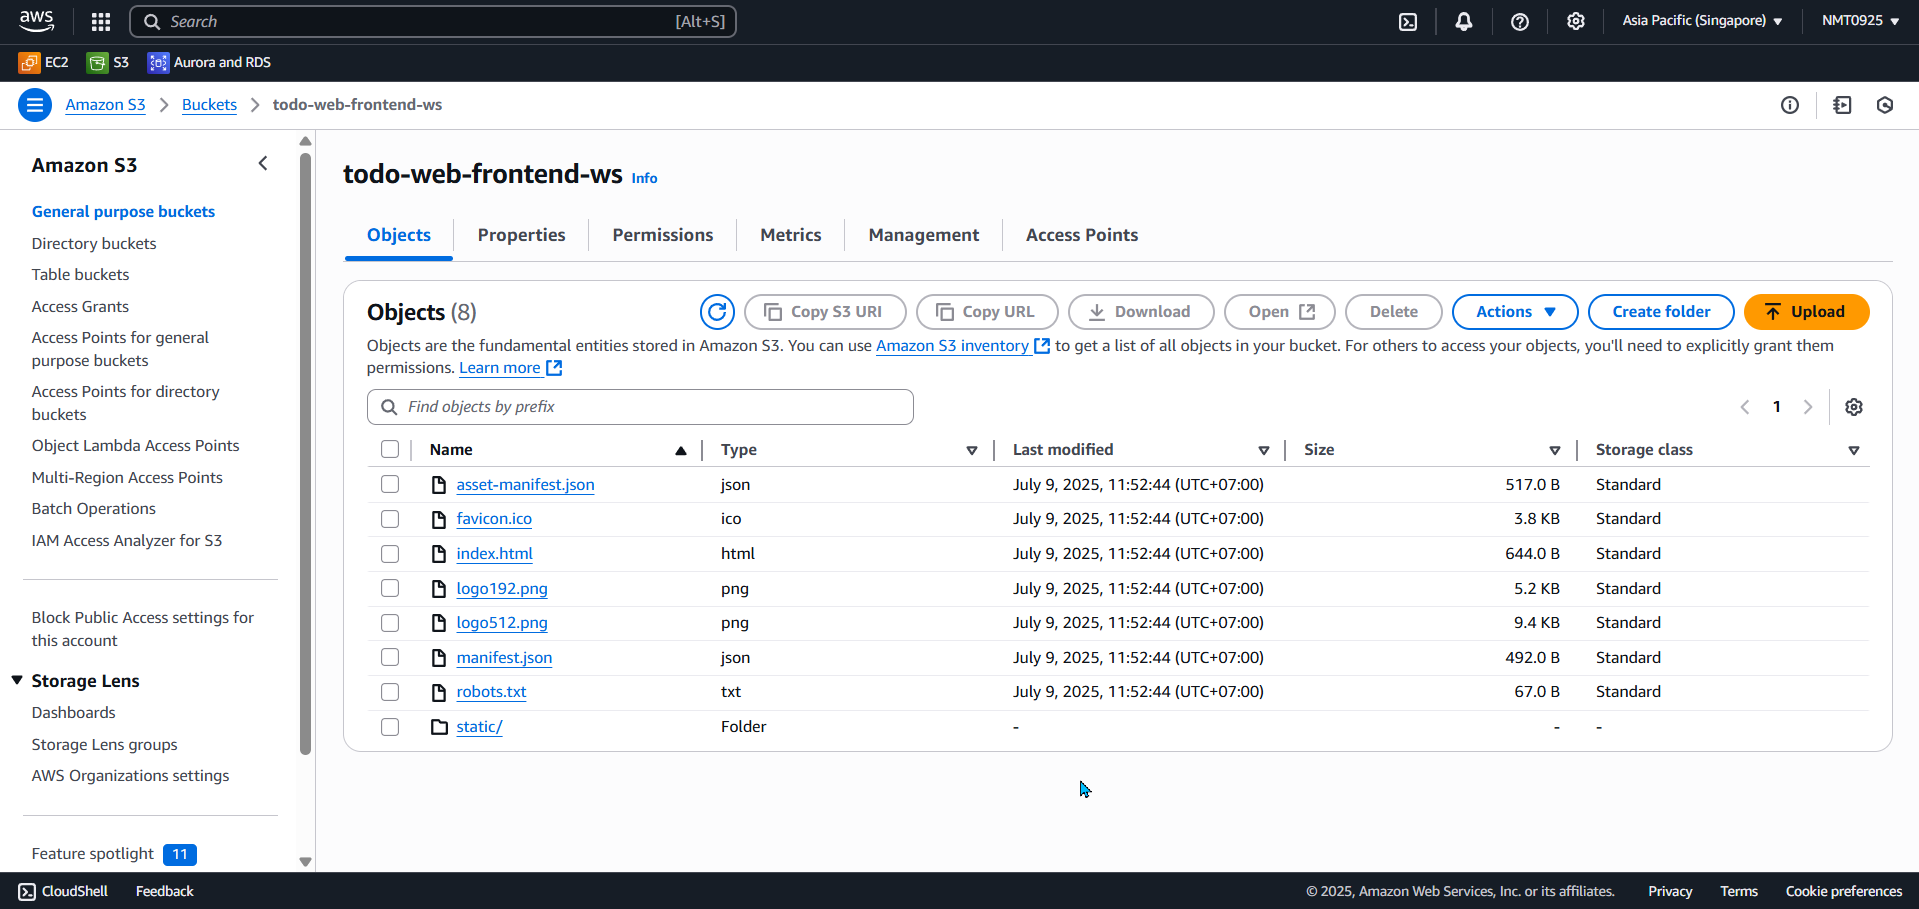 aws
Search [Alt+S]
Asia Pacific (Singapore) ▼
NMT0925 ▼
EC2
S3
Aurora and RDS
Amazon S3 > Buckets > todo-web-frontend-ws
Amazon S3
General purpose buckets
Directory buckets
Table buckets
Access Grants
Access Points for general
purpose buckets
Access Points for directory
buckets
Object Lambda Access Points
Multi-Region Access Points
Batch Operations
IAM Access Analyzer for S3
Block Public Access settings for
this account
Storage Lens
Dashboards
Storage Lens groups
AWS Organizations settings
Feature spotlight 11
todo-web-frontend-ws Info
Objects Properties Permissions Metrics Management Access Points
Objects (8)
Copy S3 URI Copy URL Download Open Delete Actions Create folder Upload
Objects are the fundamental entities stored in Amazon S3. You can use Amazon S3 inventory to get a list of all objects in your bucket. For others to access your objects, you'll need to explicitly grant them
permissions. Learn more
Find objects by prefix
1
Name Type Last modified Size Storage class
asset-manifest.json json July 9, 2025, 11:52:44 (UTC+07:00) 517.0 B Standard
favicon.ico ico July 9, 2025, 11:52:44 (UTC+07:00) 3.8 KB Standard
index.html html July 9, 2025, 11:52:44 (UTC+07:00) 644.0 B Standard
logo192.png png July 9, 2025, 11:52:44 (UTC+07:00) 5.2 KB Standard
logo512.png png July 9, 2025, 11:52:44 (UTC+07:00) 9.4 KB Standard
manifest.json json July 9, 2025, 11:52:44 (UTC+07:00) 492.0 B Standard
robots.txt txt July 9, 2025, 11:52:44 (UTC+07:00) 67.0 B Standard
static/ Folder - - -
CloudShell Feedback
© 2025, Amazon Web Services, Inc. or its affiliates. Privacy Terms Cookie preferences